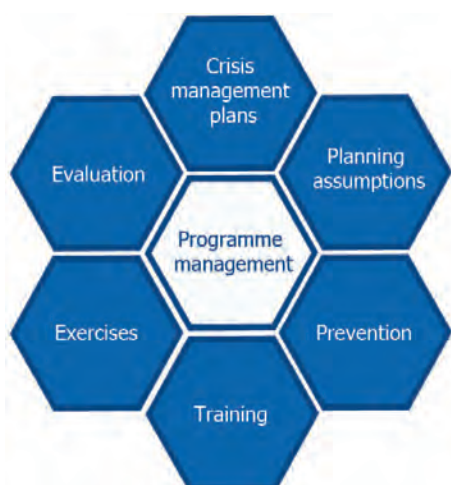 Crisis
management
plans
Evaluation
Planning
assumptions
Programme
management
Exercises
Prevention
Training